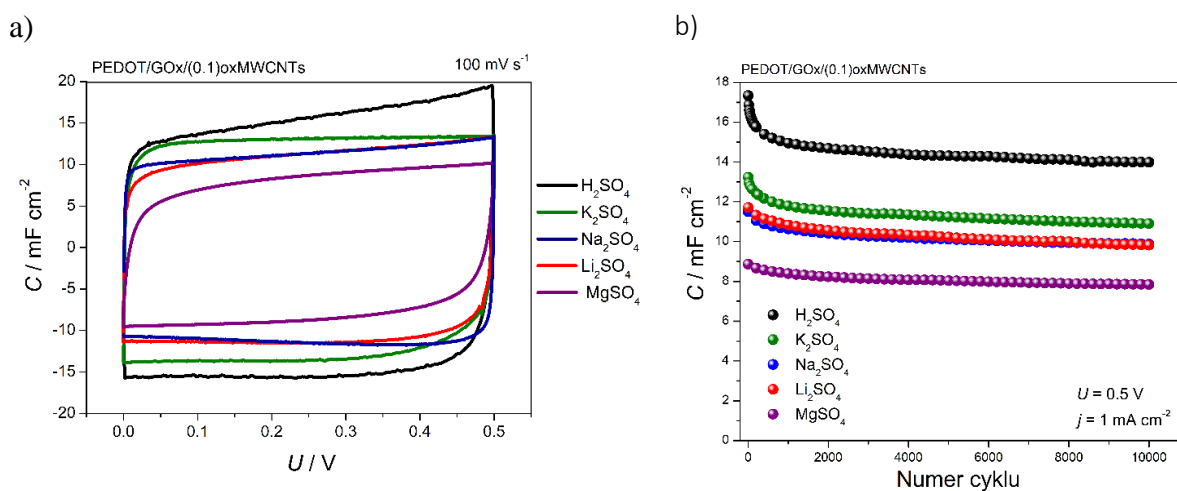 a)
PEDOT/GOx/(0.1)oxMWCNTs 100 mV s⁻¹
20
15
10
5
0
-5
-10
-15
-20
C / mF cm⁻²
0.0 0.1 0.2 0.3 0.4 0.5
U / V
H₂SO₄
K₂SO₄
Na₂SO₄
Li₂SO₄
MgSO₄
b)
PEDOT/GOx/(0.1)oxMWCNTs
18
16
14
12
10
8
6
4
2
0
C / mF cm⁻²
H₂SO₄
K₂SO₄
Na₂SO₄
Li₂SO₄
MgSO₄
U = 0.5 V
j = 1 mA cm⁻²
0 2000 4000 6000 8000 10000
Numer cyklu